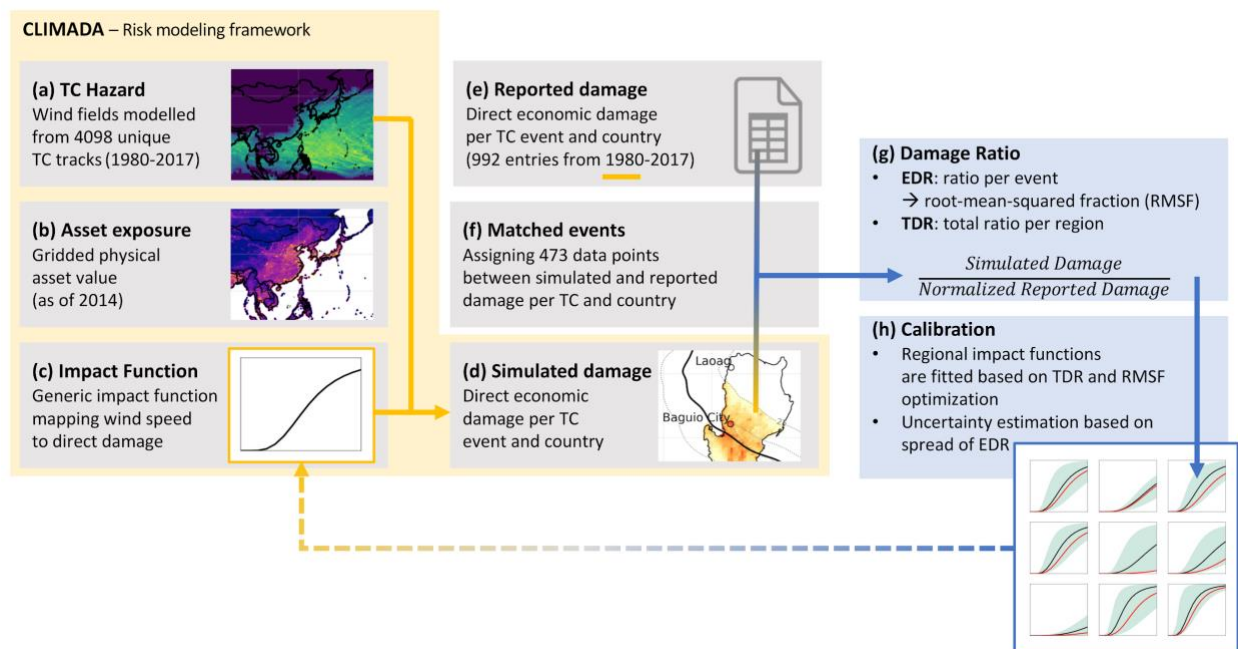 CLIMADA – Risk modeling framework
(a) TC Hazard
Wind fields modelled
from 4098 unique
TC tracks (1980-2017)
(b) Asset exposure
Gridded physical
asset value
(as of 2014)
(c) Impact Function
Generic impact function
mapping wind speed
to direct damage
(d) Simulated damage
Direct economic
damage per TC
event and country
Laoag
Baguio City
(e) Reported damage
Direct economic damage
per TC event and country
(992 entries from 1980-2017)
(f) Matched events
Assigning 473 data points
between simulated and reported
damage per TC and country
(g) Damage Ratio
• EDR: ratio per event
→ root-mean-squared fraction (RMSF)
• TDR: total ratio per region
Simulated Damage
Normalized Reported Damage
(h) Calibration
• Regional impact functions
are fitted based on TDR and RMSF
optimization
• Uncertainty estimation based on
spread of EDR